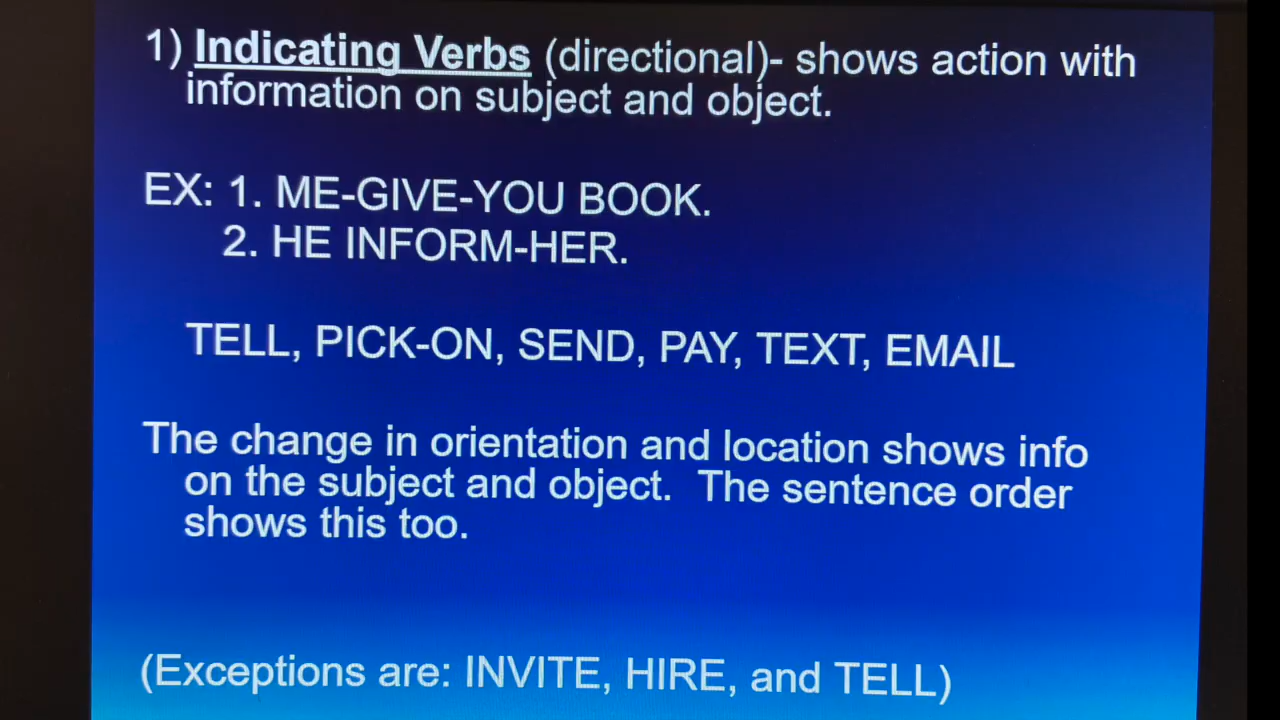 1) Indicating Verbs (directional)- shows action with
information on subject and object.
EX: 1. ME-GIVE-YOU BOOK.
2. HE INFORM-HER.
TELL, PICK-ON, SEND, PAY, TEXT, EMAIL
The change in orientation and location shows info
on the subject and object. The sentence order
shows this too.
(Exceptions are: INVITE, HIRE, and TELL)